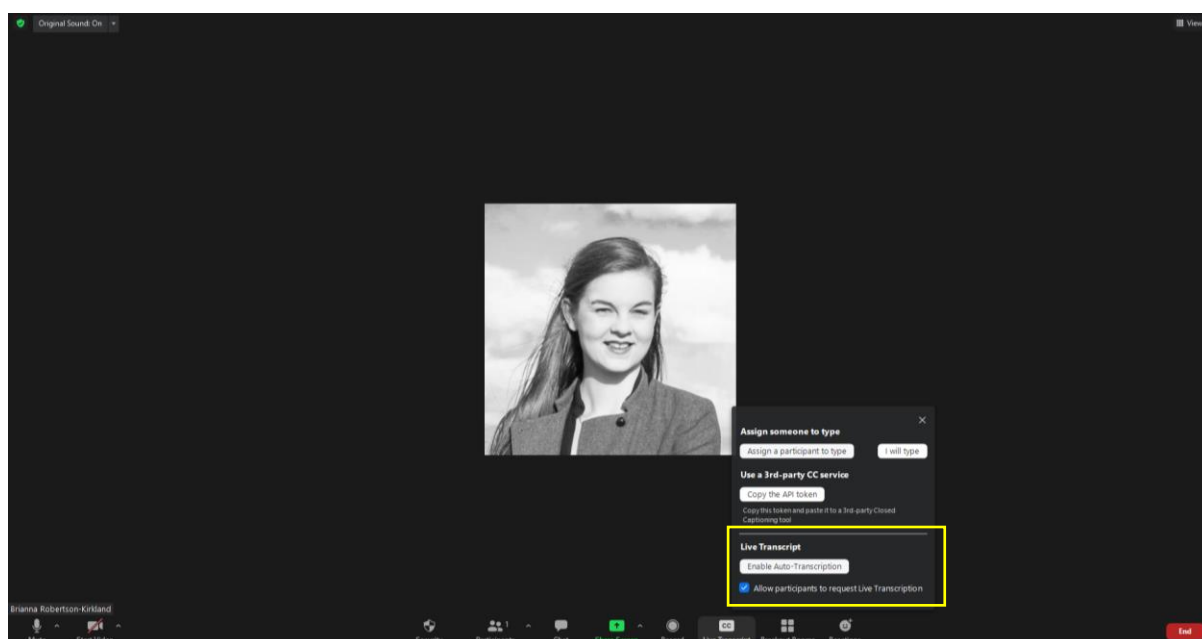 Original Sound: On
View
Assign someone to type
Assign a participant to type
I will type
Use a 3rd-party CC service
Copy the API token
Copy this token and paste it to a 3rd-party Closed
Captioning tool
Live Transcript
Enable Auto-Transcription
Allow participants to request Live Transcription
Brianna Robertson-Kirkland
1
CC
End